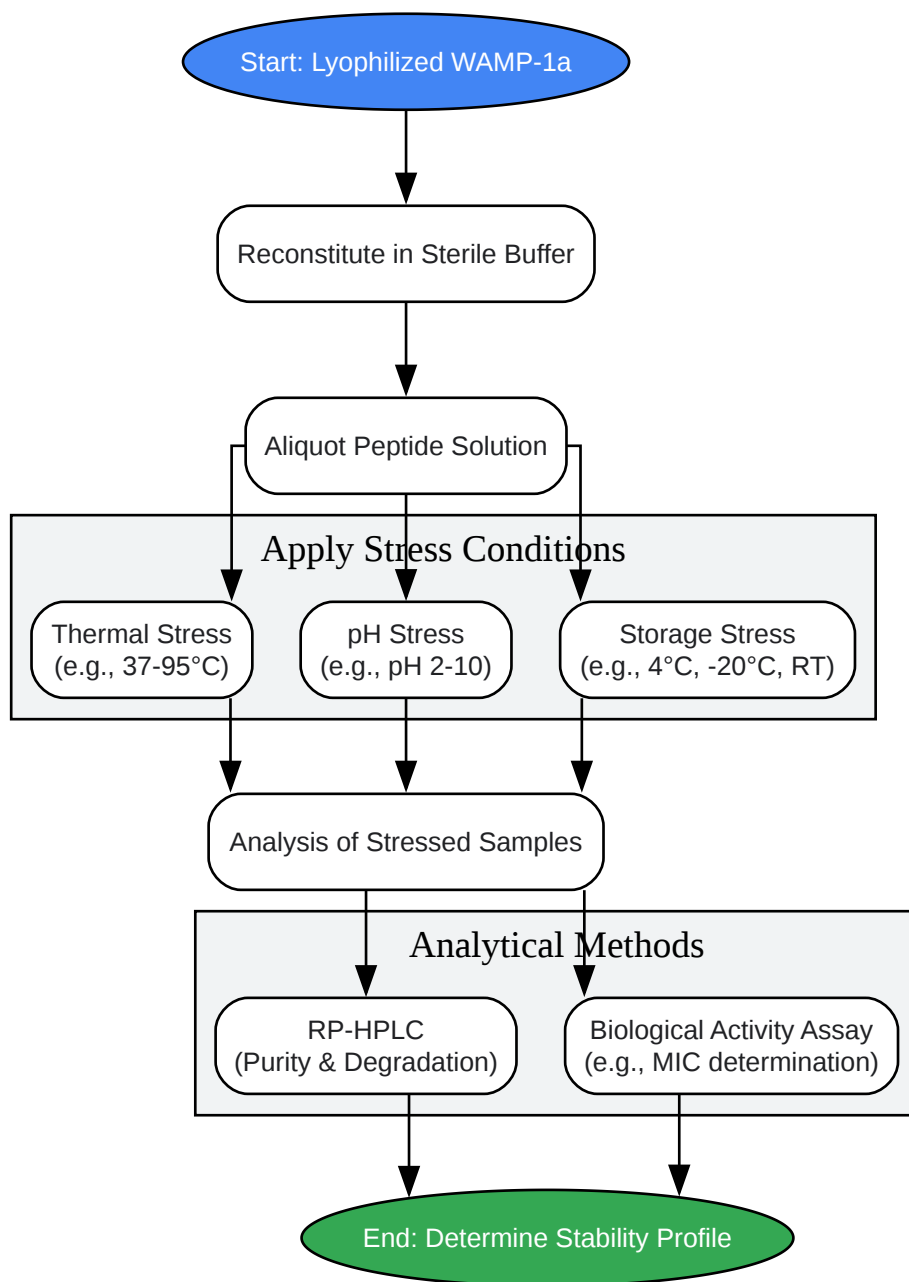 Start: Lyophilized WAMP-1a
Reconstitute in Sterile Buffer
Aliquot Peptide Solution
Apply Stress Conditions
Thermal Stress
(e.g., 37-95°C)
pH Stress
(e.g., pH 2-10)
Storage Stress
(e.g., 4°C, -20°C, RT)
Analysis of Stressed Samples
Analytical Methods
RP-HPLC
(Purity & Degradation)
Biological Activity Assay
(e.g., MIC determination)
End: Determine Stability Profile